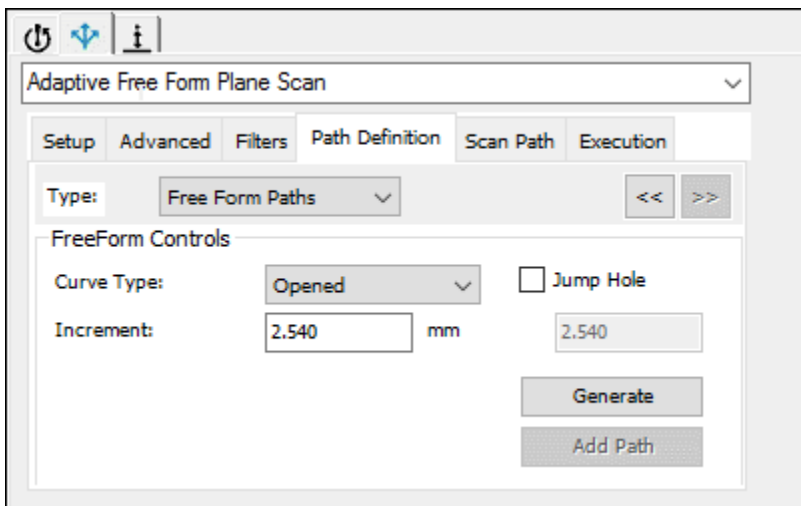 Adaptive Free Form Plane Scan
Setup Advanced Filters Path Definition Scan Path Execution
Type: Free Form Paths << >>
FreeForm Controls
Curve Type: Opened Jump Hole
Increment: 2.540 mm 2.540
Generate
Add Path